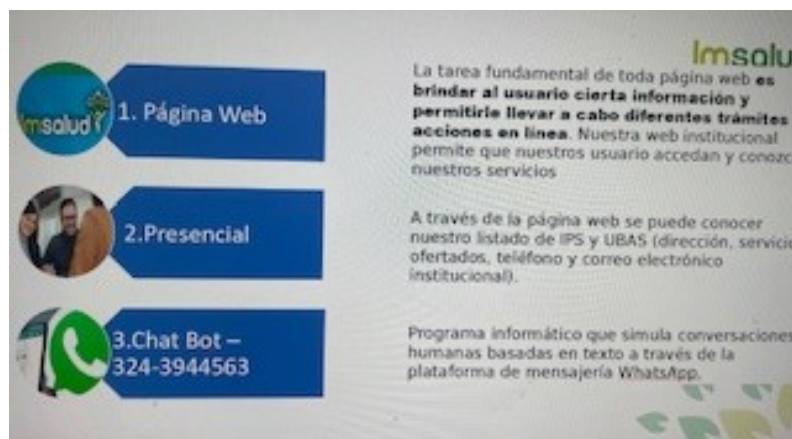 Imsalu
Imsalud
1. Página Web
La tarea fundamental de toda página web es
brindar al usuario cierta información y
permitirle llevar a cabo diferentes trámites
acciones en línea. Nuestra web institucional
permite que nuestros usuario accedan y conozc
nuestros servicios
2.Presencial
A través de la página web se puede conocer
nuestro listado de IPS y UBAS (dirección, servicio
ofertados, teléfono y correo electrónico
institucional).
3.Chat Bot –
324-3944563
Programa informático que simula conversaciones
humanas basadas en texto a través de la
plataforma de mensajería WhatsApp.